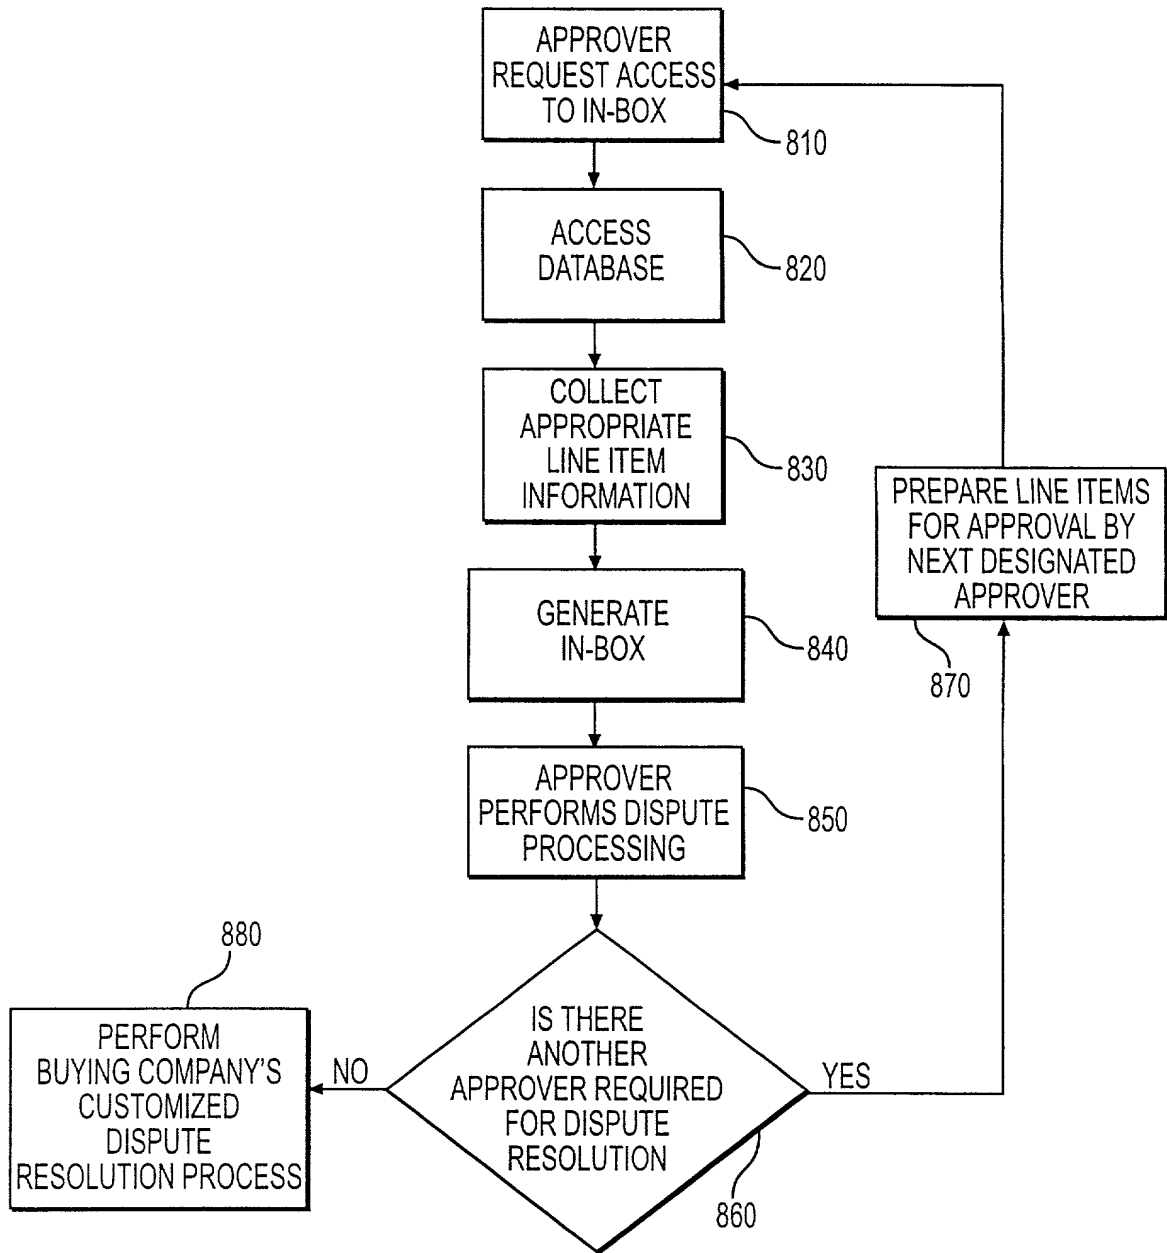 APPROVER
REQUEST ACCESS
TO IN-BOX
810
ACCESS
DATABASE
820
COLLECT
APPROPRIATE
LINE ITEM
INFORMATION
830
PREPARE LINE ITEMS
FOR APPROVAL BY
NEXT DESIGNATED
APPROVER
870
GENERATE
IN-BOX
840
APPROVER
PERFORMS DISPUTE
PROCESSING
850
880
PERFORM
BUYING COMPANY'S
CUSTOMIZED
DISPUTE
RESOLUTION PROCESS
NO
IS THERE
ANOTHER
APPROVER REQUIRED
FOR DISPUTE
RESOLUTION
YES
860